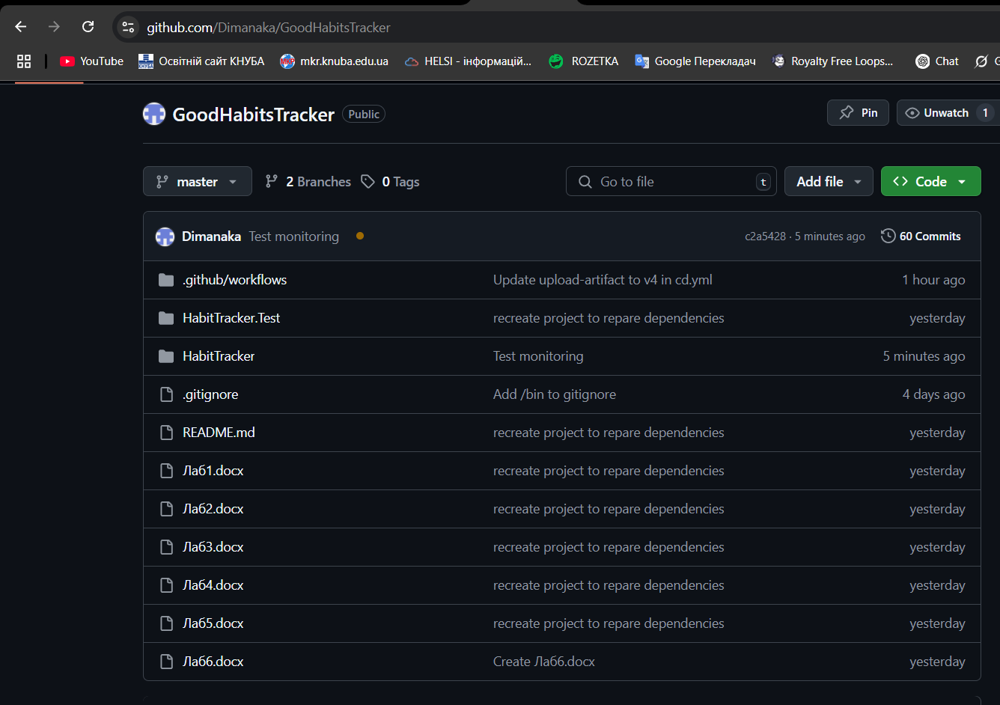 github.com/Dimanaka/GoodHabitsTracker
YouTube Освітній сайт КНУБА mkr.knuba.edu.ua HELSI - інформацій... ROZETKA Google Перекладач Royalty Free Loops... Chat
GoodHabitsTracker Public Pin Unwatch 1
master 2 Branches 0 Tags Go to file t Add file Code
Dimanaka Test monitoring c2a5428 · 5 minutes ago 60 Commits
.github/workflows Update upload-artifact to v4 in cd.yml 1 hour ago
HabitTracker.Test recreate project to repare dependencies yesterday
HabitTracker Test monitoring 5 minutes ago
.gitignore Add /bin to gitignore 4 days ago
README.md recreate project to repare dependencies yesterday
Лаб1.docx recreate project to repare dependencies yesterday
Лаб2.docx recreate project to repare dependencies yesterday
Лаб3.docx recreate project to repare dependencies yesterday
Лаб4.docx recreate project to repare dependencies yesterday
Лаб5.docx recreate project to repare dependencies yesterday
Лаб6.docx Create Лаб6.docx yesterday